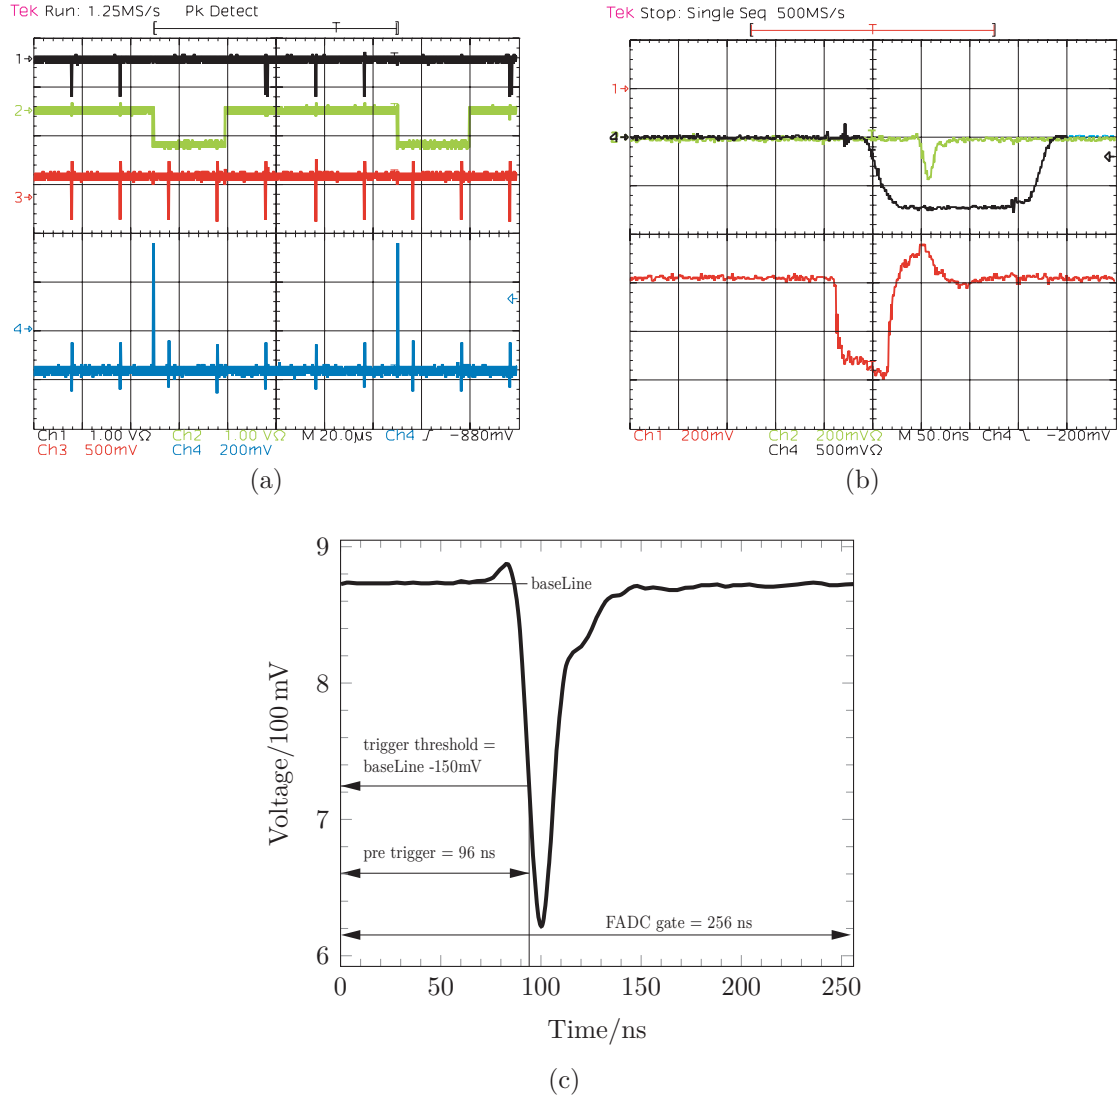 Tek Run: 1.25MS/s Pk Detect
T
1
2
3
4
Ch1 1.00 VΩ Ch2 1.00 VΩ M 20.0µs Ch4 ∫ -880mV
Ch3 500mV Ch4 200mV
(a)
Tek Stop: Single Seq 500MS/s
T
1
Ch1 200mV Ch2 200mVΩ M 50.0ns Ch4 -200mV
Ch4 500mVΩ
(b)
9
8
7
6
Voltage/100 mV
baseLine
trigger threshold =
baseLine -150mV
pre trigger = 96 ns
FADC gate = 256 ns
0 50 100 150 200 250
Time/ns
(c)